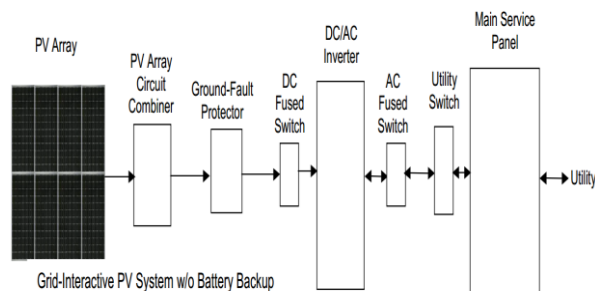 PV Array
PV Array
Circuit
Combiner
Ground-Fault
Protector
DC
Fused
Switch
DC/AC
Inverter
AC
Fused
Switch
Utility
Switch
Main Service
Panel
Utility
Grid-Interactive PV System w/o Battery Backup